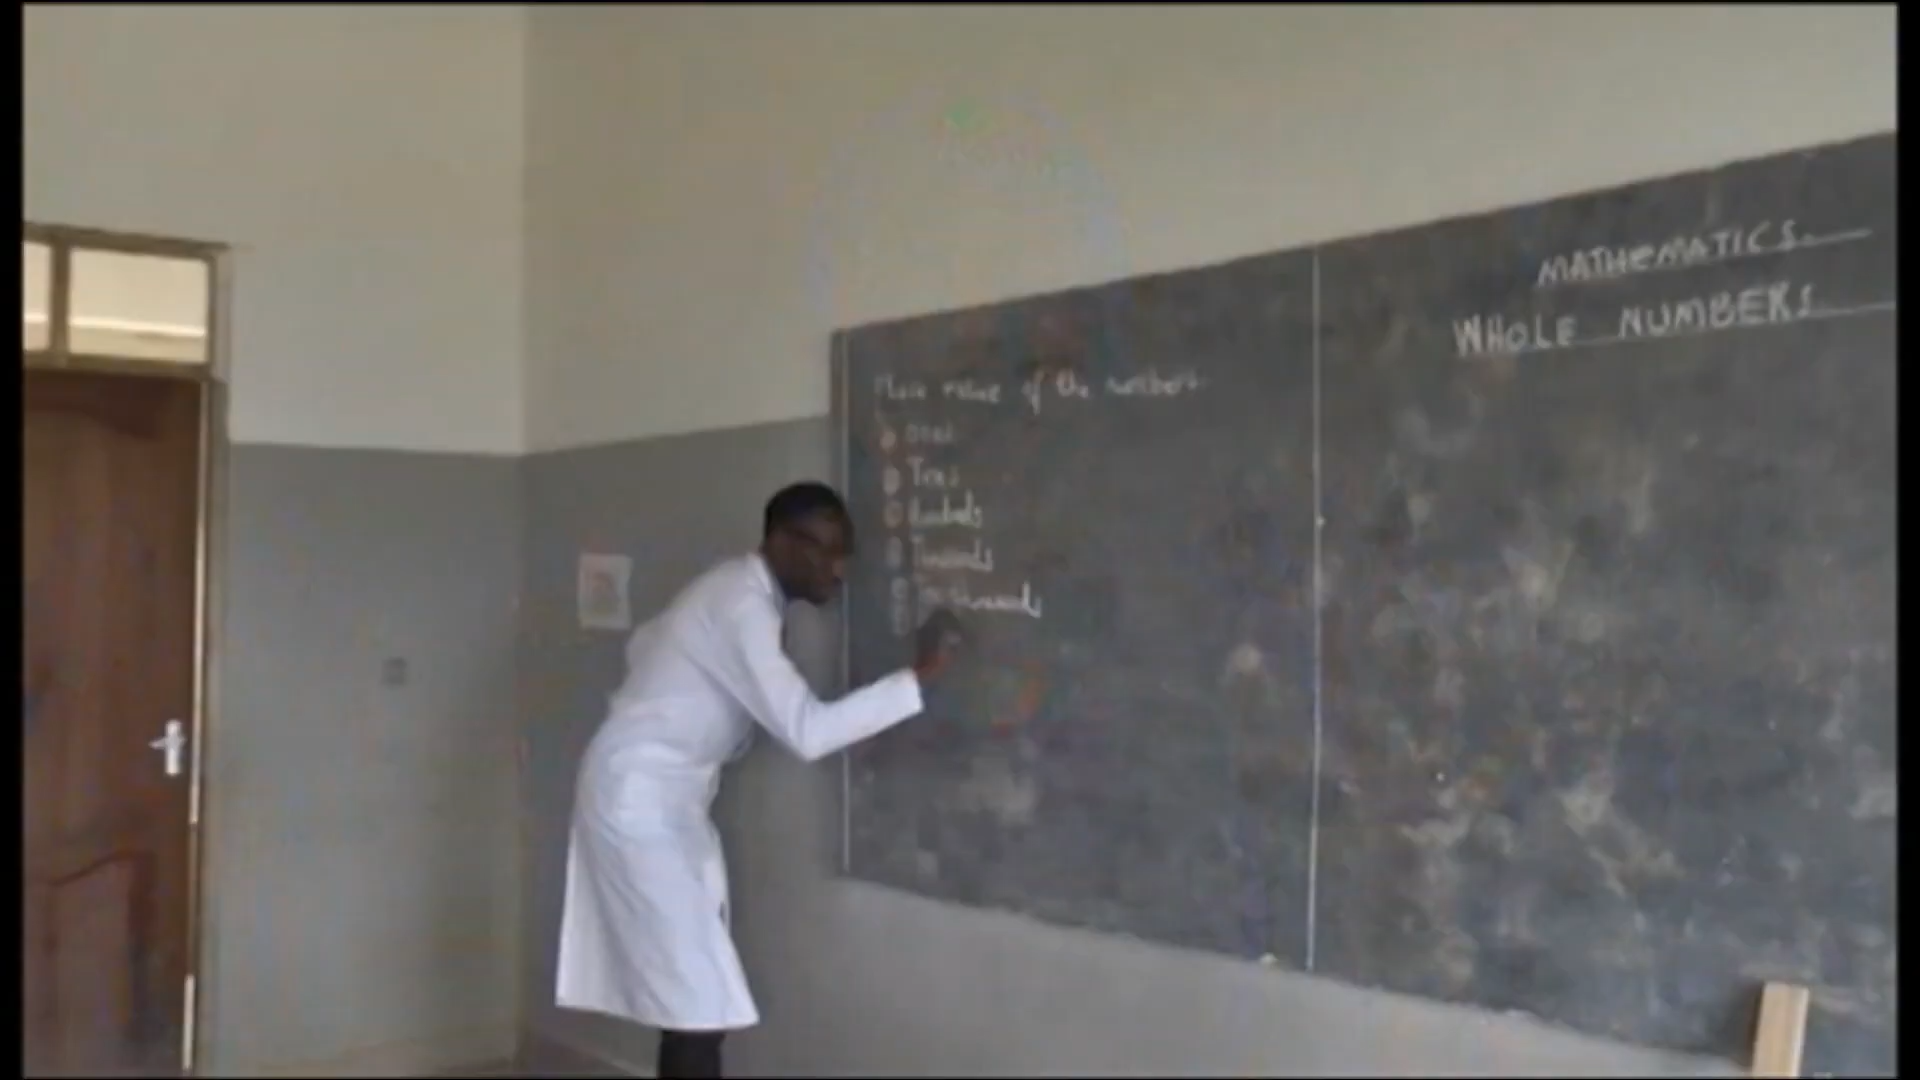 MATHEMATICS.
WHOLE NUMBERS
Place value of the numbers.
Ones
Tens
Hundreds
Thousands
Ten thousands